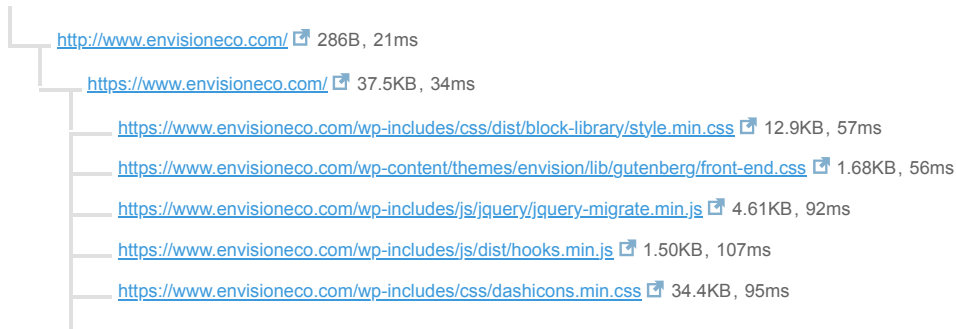 http://www.envisioneco.com/ 286B, 21ms
https://www.envisioneco.com/ 37.5KB, 34ms
https://www.envisioneco.com/wp-includes/css/dist/block-library/style.min.css 12.9KB, 57ms
https://www.envisioneco.com/wp-content/themes/envision/lib/gutenberg/front-end.css 1.68KB, 56ms
https://www.envisioneco.com/wp-includes/js/jquery/jquery-migrate.min.js 4.61KB, 92ms
https://www.envisioneco.com/wp-includes/js/dist/hooks.min.js 1.50KB, 107ms
https://www.envisioneco.com/wp-includes/css/dashicons.min.css 34.4KB, 95ms